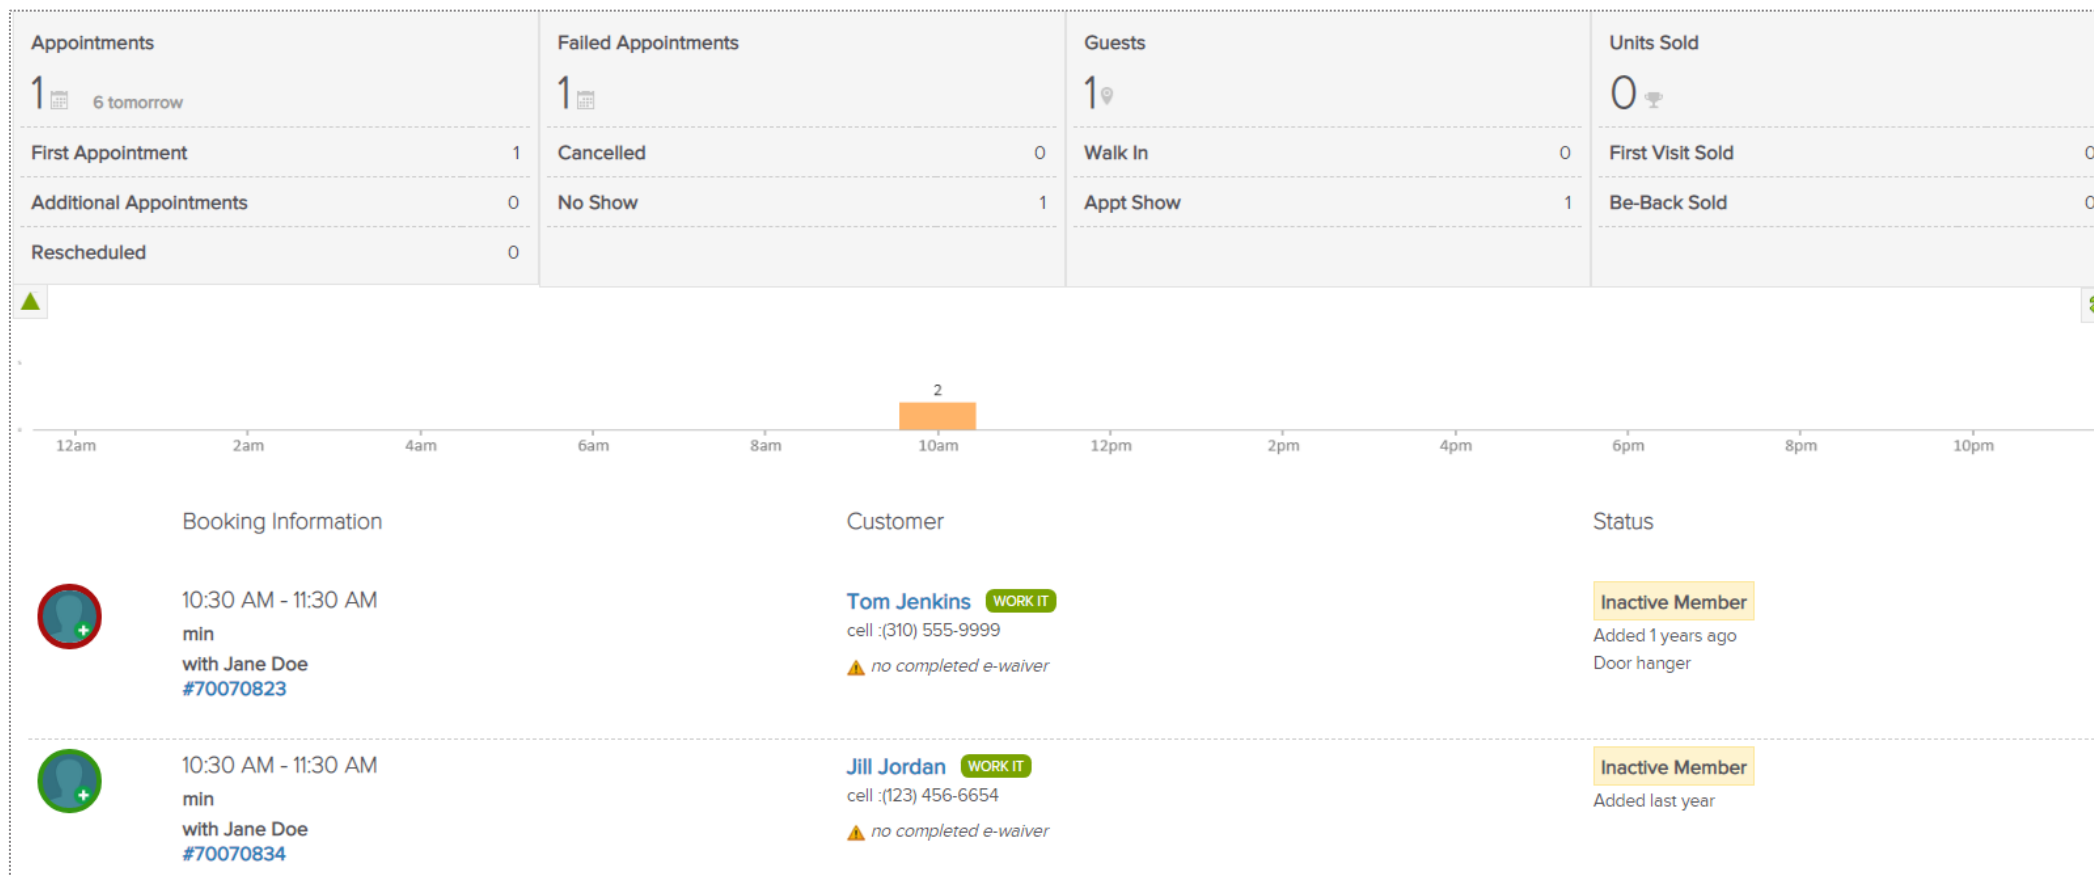 Appointments
1 6 tomorrow
First Appointment 1
Additional Appointments 0
Rescheduled 0
Failed Appointments
1
Cancelled 0
No Show 1
Guests
1
Walk In 0
Appt Show 1
Units Sold
0
First Visit Sold 0
Be-Back Sold 0
2
12am 2am 4am 6am 8am 10am 12pm 2pm 4pm 6pm 8pm 10pm
Booking Information Customer Status
10:30 AM - 11:30 AM
min
with Jane Doe
#70070823
Tom Jenkins WORK IT
cell :(310) 555-9999
no completed e-waiver
Inactive Member
Added 1 years ago
Door hanger
10:30 AM - 11:30 AM
min
with Jane Doe
#70070834
Jill Jordan WORK IT
cell :(123) 456-6654
no completed e-waiver
Inactive Member
Added last year